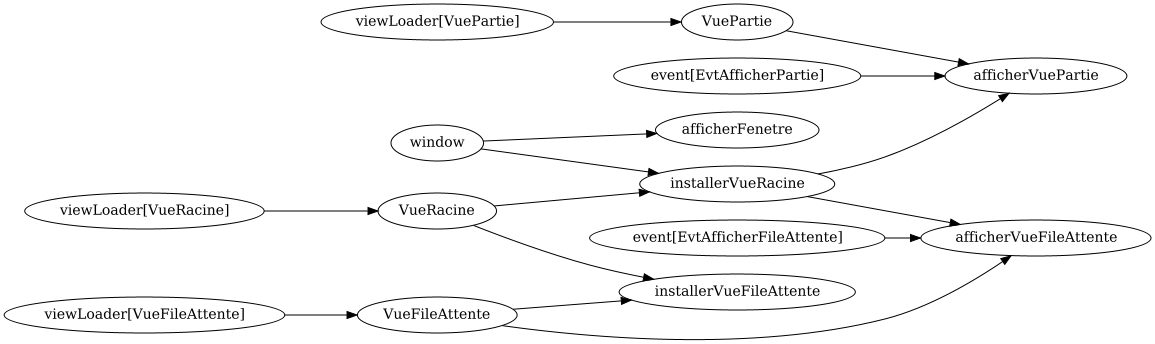 viewLoader[VuePartie]
VuePartie
event[EvtAfficherPartie]
afficherVuePartie
window
afficherFenetre
installerVueRacine
viewLoader[VueRacine]
VueRacine
event[EvtAfficherFileAttente]
afficherVueFileAttente
installerVueFileAttente
viewLoader[VueFileAttente]
VueFileAttente